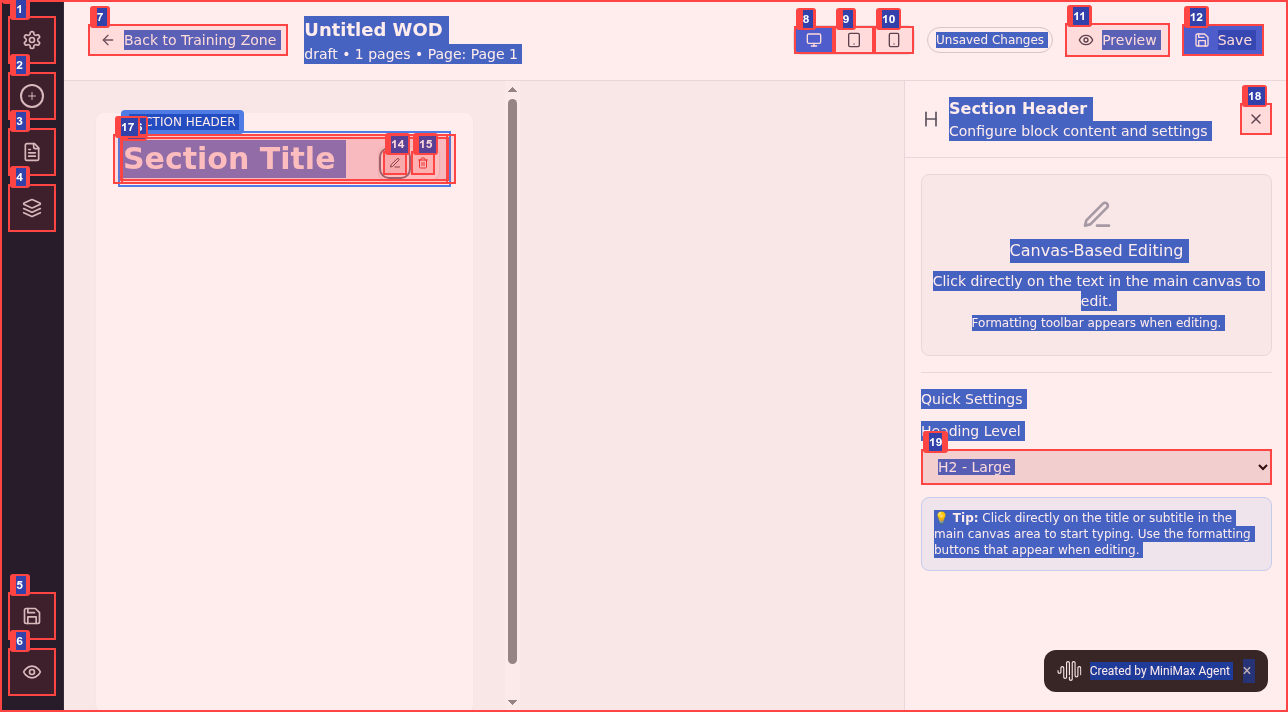 1
2
3
4
5
6
7
Back to Training Zone
Untitled WOD
draft • 1 pages • Page: Page 1
8
9
10
Unsaved Changes
11
Preview
12
Save
CTION HEADER
17
Section Title
14
15
Section Header
Configure block content and settings
18
Canvas-Based Editing
Click directly on the text in the main canvas to
edit.
Formatting toolbar appears when editing.
Quick Settings
Heading Level
19
H2 - Large
💡 Tip: Click directly on the title or subtitle in the
main canvas area to start typing. Use the formatting
buttons that appear when editing.
Created by MiniMax Agent ×